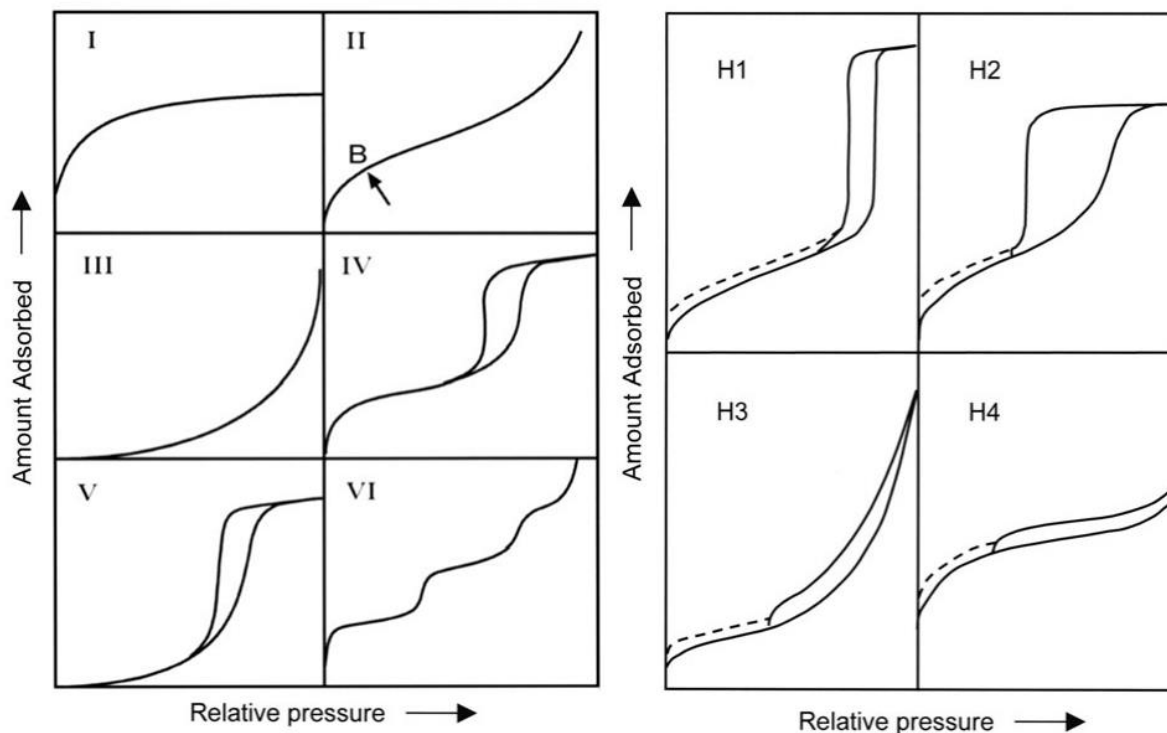 I
II
B
III
IV
V
VI
Amount Adsorbed
Relative pressure
H1
H2
H3
H4
Amount Adsorbed
Relative pressure